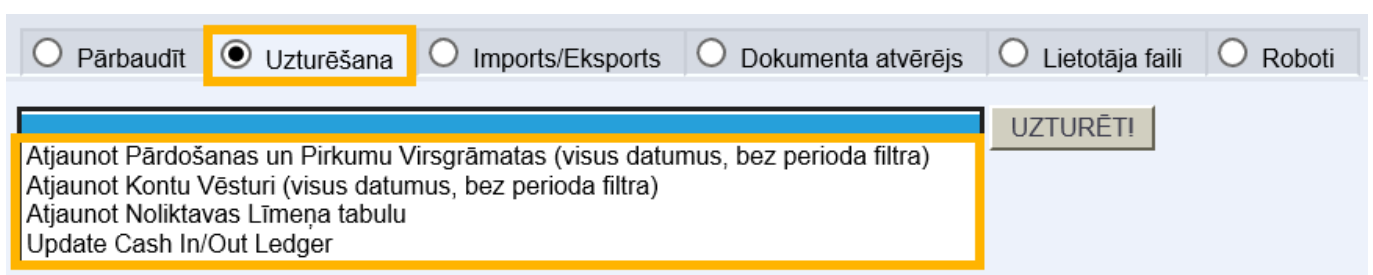 Pārbaudīt Uzturēšana Imports/Eksports Dokumenta atvērējs Lietotāja faili Roboti
UZTURĒT!
Atjaunot Pārdošanas un Pirkumu Virsgrāmatas (visus datumus, bez perioda filtra)
Atjaunot Kontu Vēsturi (visus datumus, bez perioda filtra)
Atjaunot Noliktavas Līmeņa tabulu
Update Cash In/Out Ledger